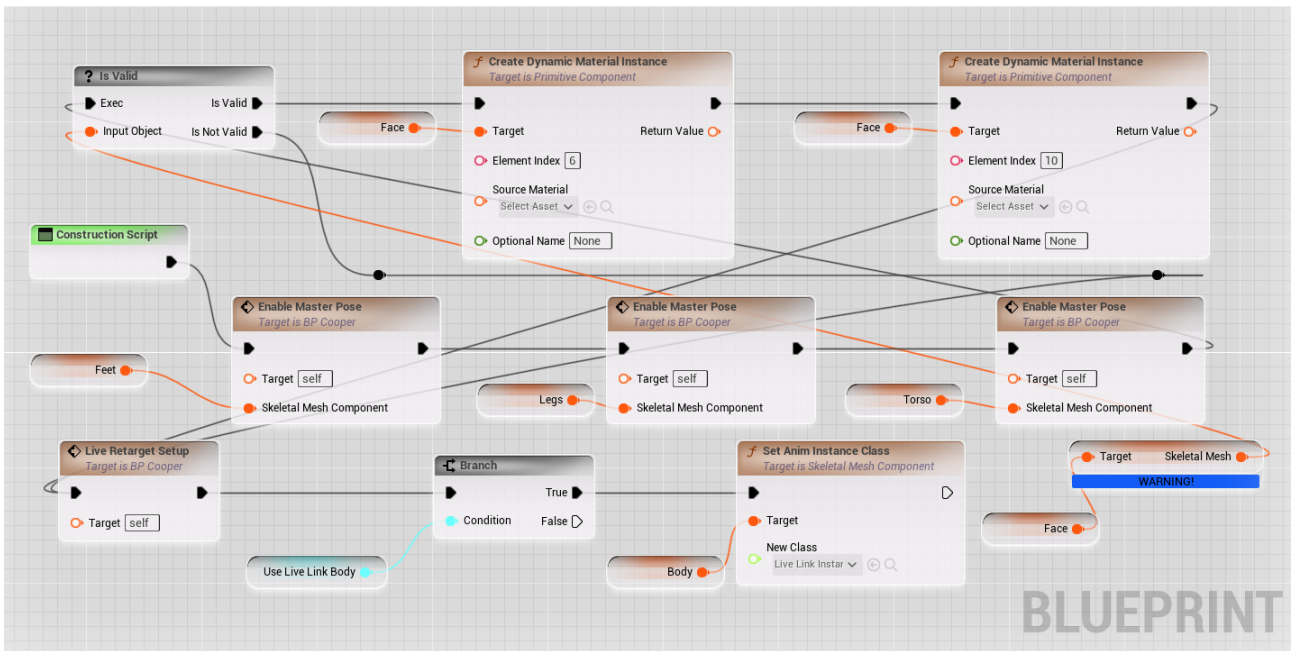 ? Is Valid
Exec
Is Valid
Input Object
Is Not Valid
Face
f Create Dynamic Material Instance
Target is Primitive Component
Target
Return Value
Element Index 6
Source Material
Select Asset
Optional Name None
Face
f Create Dynamic Material Instance
Target is Primitive Component
Target
Return Value
Element Index 10
Source Material
Select Asset
Optional Name None
Construction Script
Enable Master Pose
Target is BP Cooper
Target self
Skeletal Mesh Component
Feet
Enable Master Pose
Target is BP Cooper
Target self
Skeletal Mesh Component
Legs
Enable Master Pose
Target is BP Cooper
Target self
Skeletal Mesh Component
Torso
Live Retarget Setup
Target is BP Cooper
Target self
Branch
True
Condition
False
Use Live Link Body
f Set Anim Instance Class
Target is Skeletal Mesh Component
Target
New Class
Live Link Instar
Body
Target
Skeletal Mesh
WARNING!
Face
BLUEPRINT